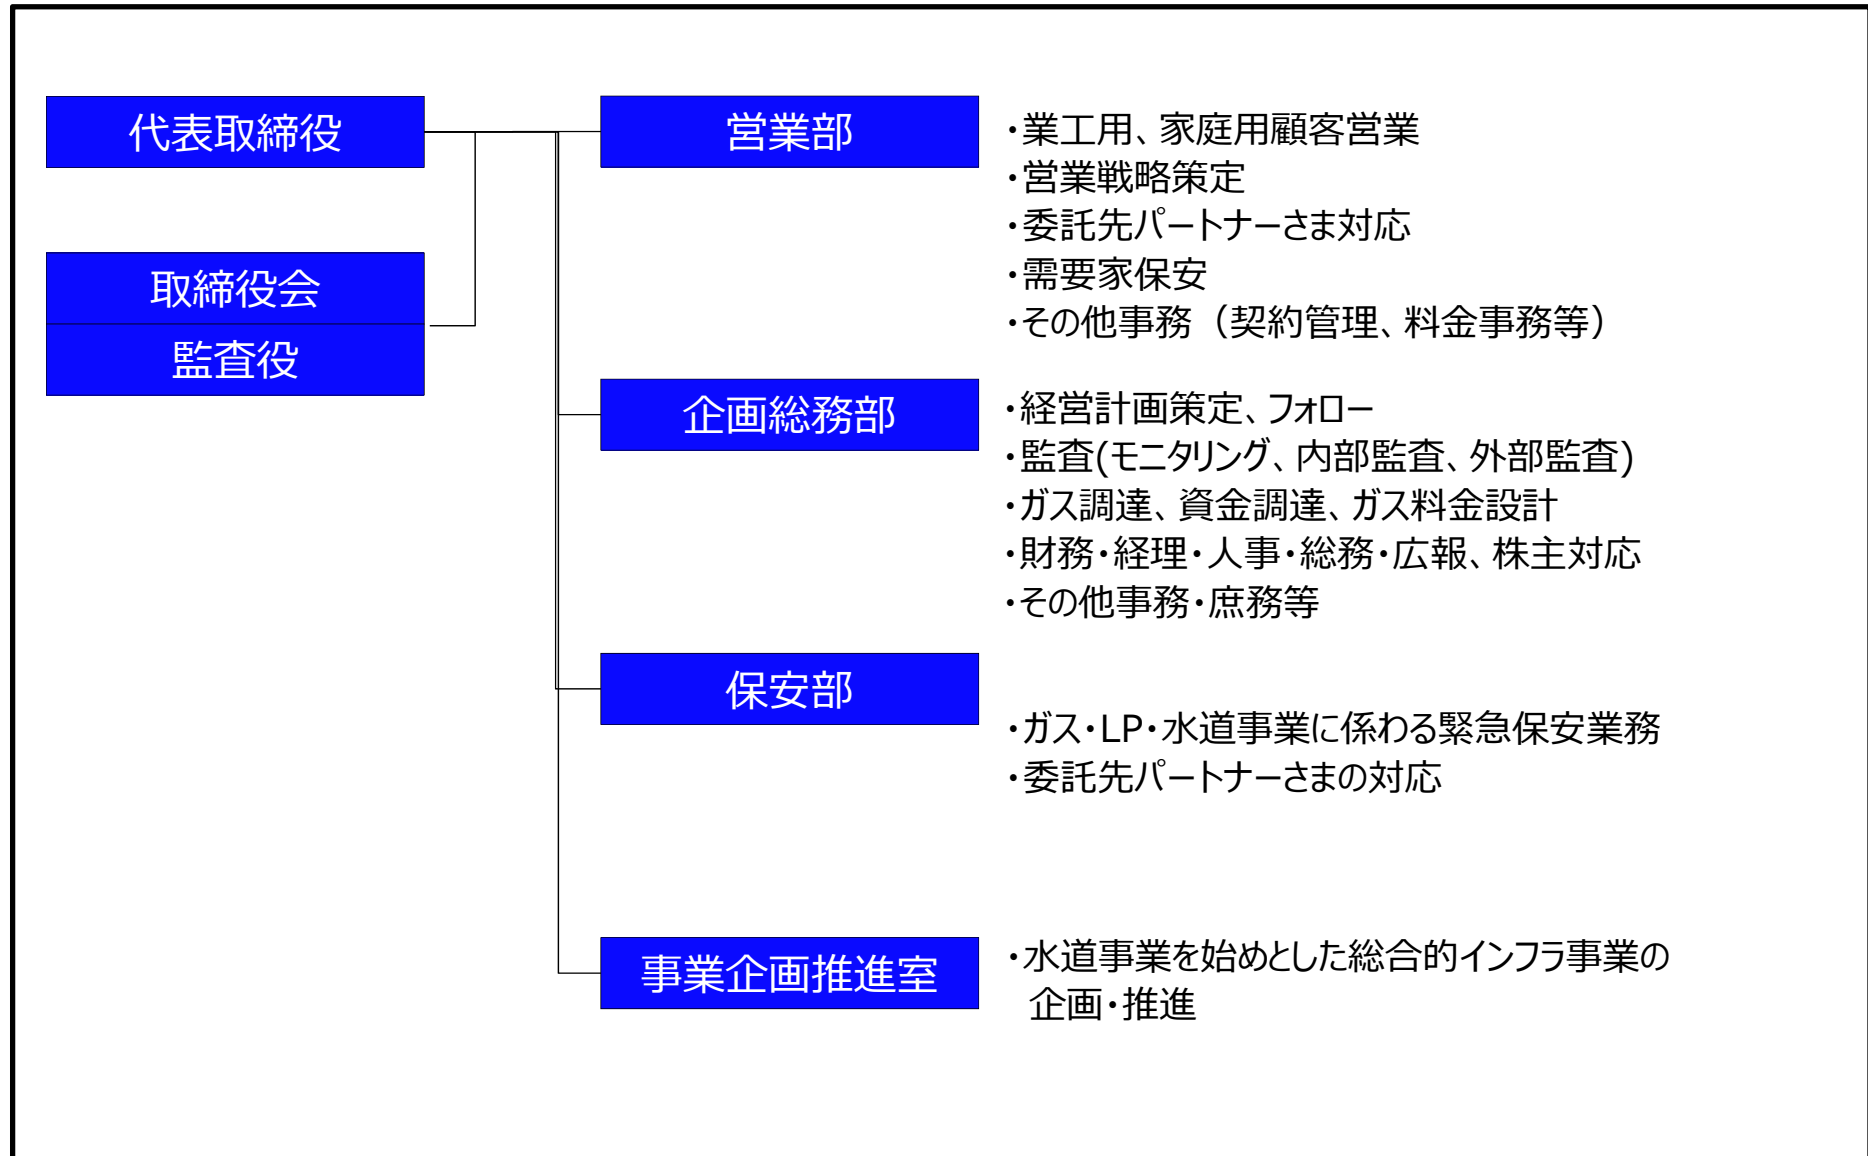 代表取締役
取締役会
監査役
営業部
・業工用、家庭用顧客営業
・営業戦略策定
・委託先パートナーさま対応
・需要家保安
・その他事務（契約管理、料金事務等）
企画総務部
・経営計画策定、フォロー
・監査(モニタリング、内部監査、外部監査)
・ガス調達、資金調達、ガス料金設計
・財務・経理・人事・総務・広報、株主対応
・その他事務・庶務等
保安部
・ガス・LP・水道事業に係わる緊急保安業務
・委託先パートナーさまの対応
事業企画推進室
・水道事業を始めとした総合的インフラ事業の
企画・推進